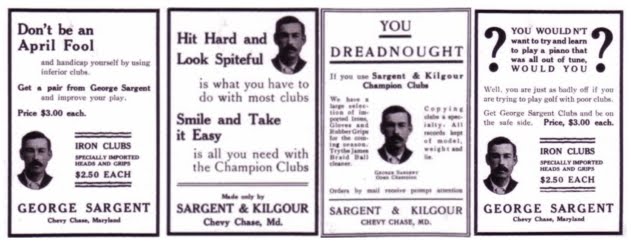 Don't be an
April Fool
and handicap yourself by using
inferior clubs.
Get a pair from George Sargent
and improve your play.
Price $3.00 each.
IRON CLUBS
SPECIALLY IMPORTED
HEADS AND GRIPS
$2.50 EACH
GEORGE SARGENT
Chevy Chase, Maryland
Hit Hard and
Look Spiteful
is what you have to
do with most clubs
Smile and Take
it Easy
is all you need with
the Champion Clubs
Made only by
SARGENT & KILGOUR
Chevy Chase, Md.
YOU
DREADNOUGHT
If you use Sargent & Kilgour
Champion Clubs
We have a
large selec-
tion of im-
ported Irons,
Gloves and
Rubber Grips
for the com-
ing season.
Try the James
Braid Ball
cleaner.
Copying
clubs a spec-
ialty. All
records kept
of model,
weight and
lie.
GEORGE SARGENT
Open Champion
Orders by mail receive prompt attention
SARGENT & KILGOUR
CHEVY CHASE, MD.
? YOU WOULDN'T ?
want to try and learn
to play a piano that
was all out of tune,
WOULD YOU
Well, you are just as badly off if you
are trying to play golf with poor clubs.
Get George Sargent Clubs and be on
the safe side. Price, $3.00 each.
IRON CLUBS
SPECIALLY IMPORTED
HEADS AND GRIPS
$2.50 EACH
GEORGE SARGENT
Chevy Chase, Maryland